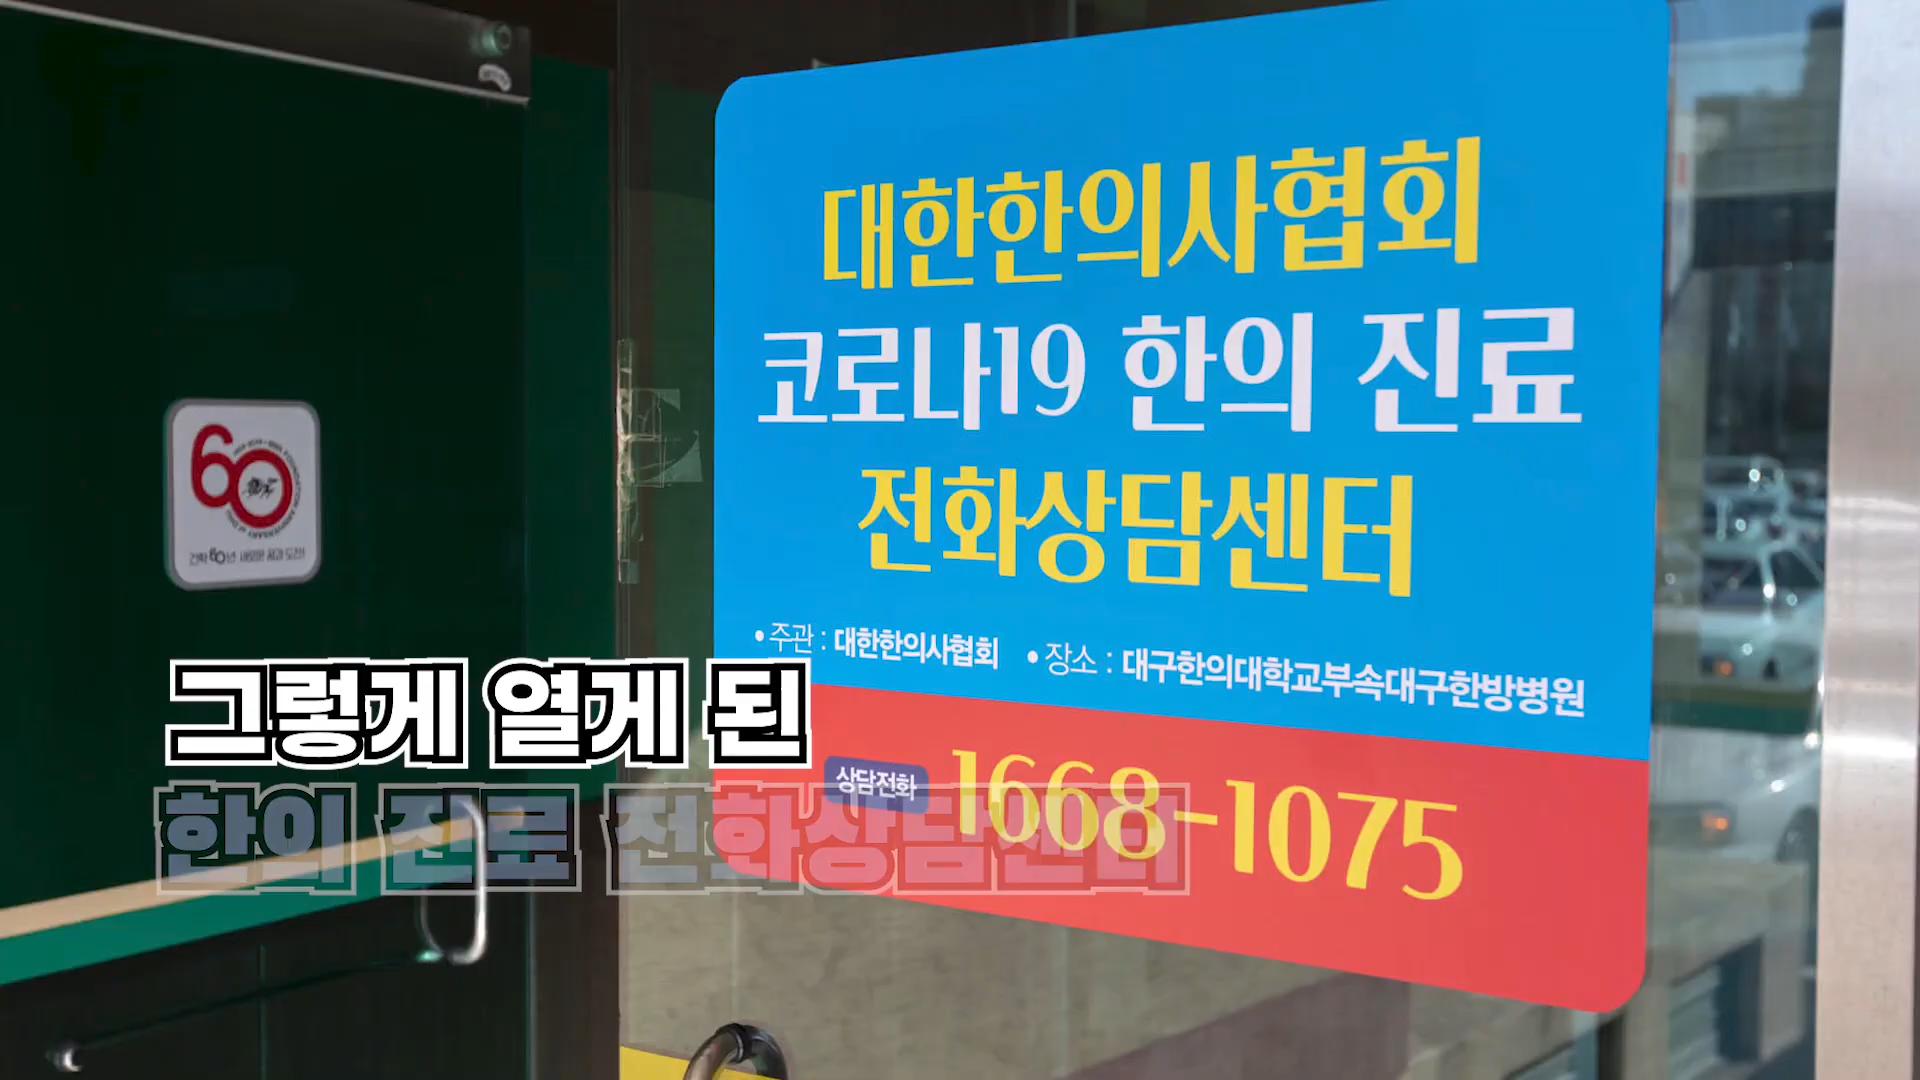 대한한의사협회
코로나19 한의 진료
전화상담센터
• 주관 : 대한한의사협회 • 장소 : 대구한의대학교부속대구한방병원
상담전화 1668-1075
60
그렇게 열게 된
한의 진료 전화상담센터